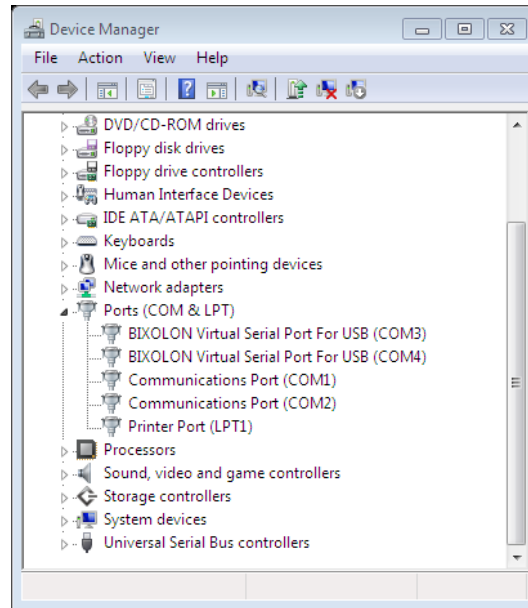 Device Manager
File Action View Help
DVD/CD-ROM drives
Floppy disk drives
Floppy drive controllers
Human Interface Devices
IDE ATA/ATAPI controllers
Keyboards
Mice and other pointing devices
Network adapters
Ports (COM & LPT)
BIXOLON Virtual Serial Port For USB (COM3)
BIXOLON Virtual Serial Port For USB (COM4)
Communications Port (COM1)
Communications Port (COM2)
Printer Port (LPT1)
Processors
Sound, video and game controllers
Storage controllers
System devices
Universal Serial Bus controllers